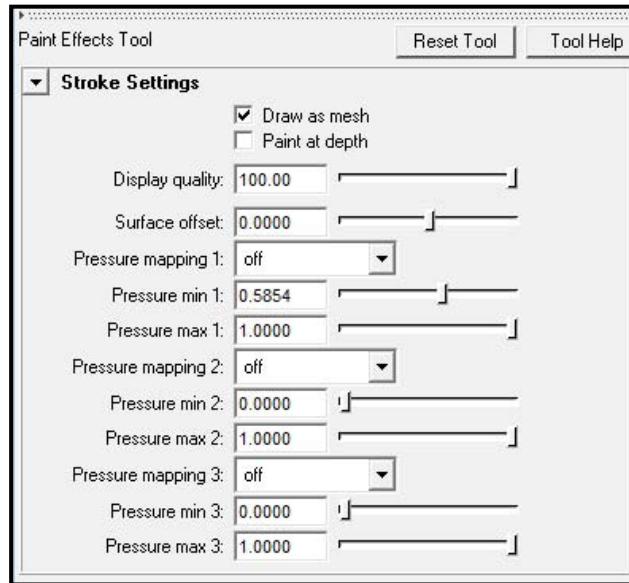 Paint Effects Tool Reset Tool Tool Help
Stroke Settings
Draw as mesh
Paint at depth
Display quality: 100.00
Surface offset: 0.0000
Pressure mapping 1: off
Pressure min 1: 0.5854
Pressure max 1: 1.0000
Pressure mapping 2: off
Pressure min 2: 0.0000
Pressure max 2: 1.0000
Pressure mapping 3: off
Pressure min 3: 0.0000
Pressure max 3: 1.0000